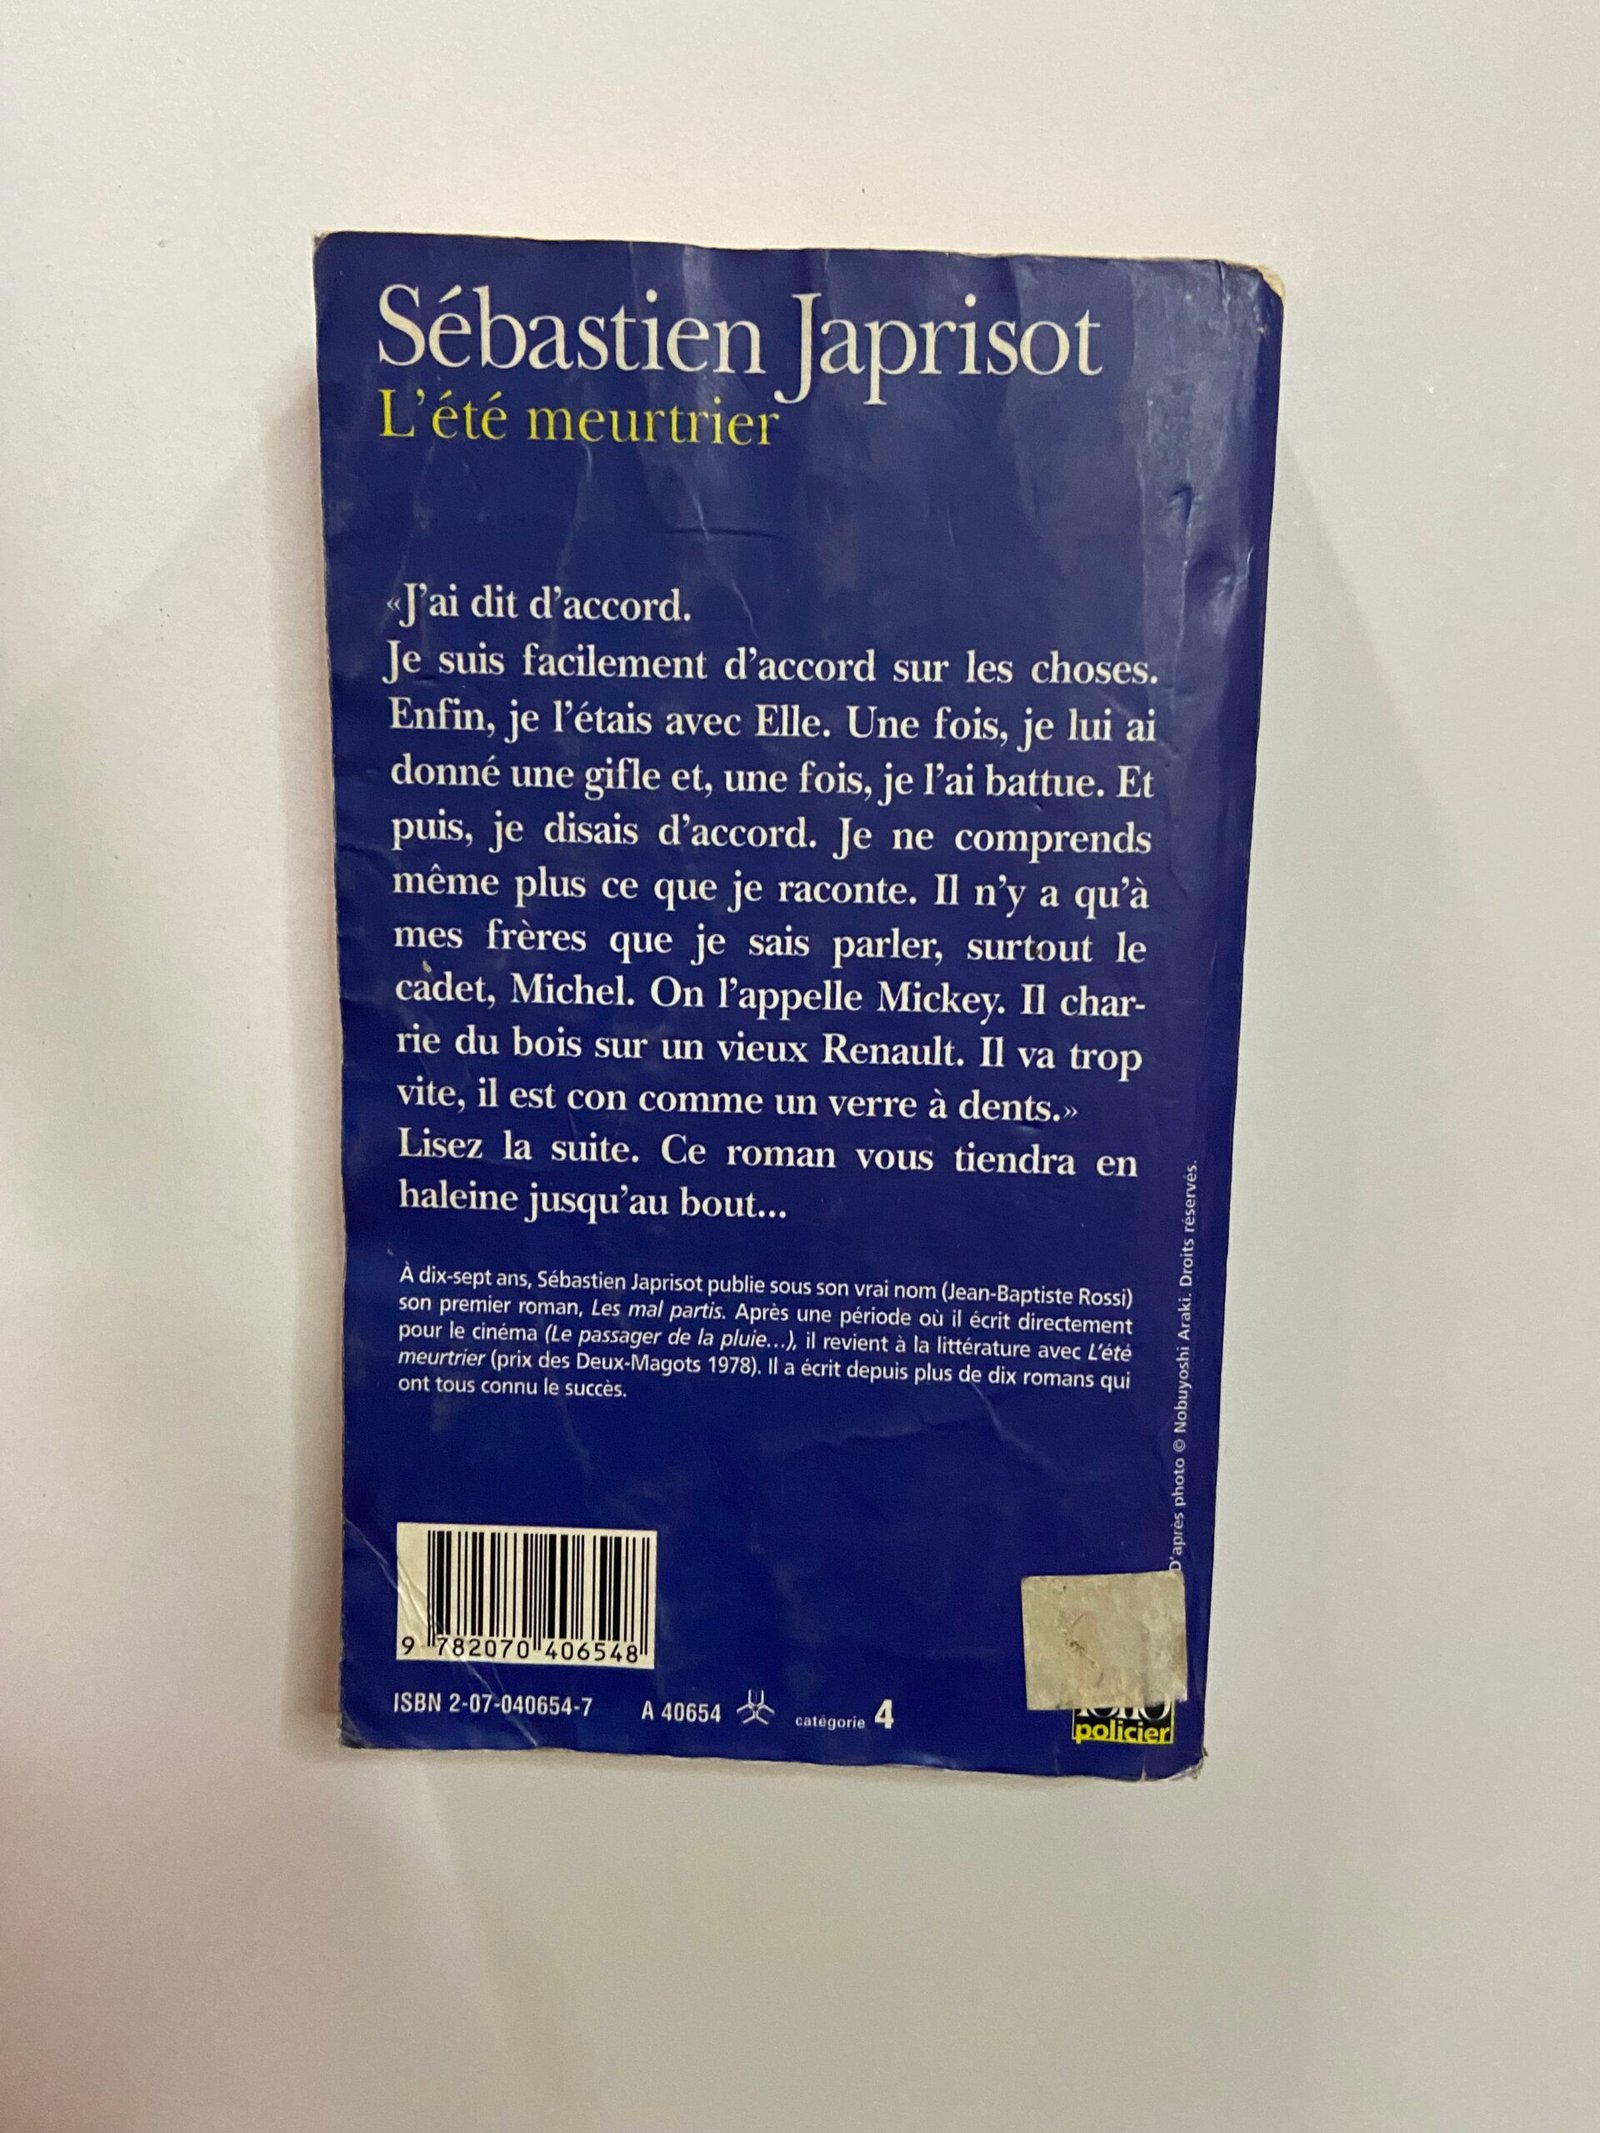 Sébastien Japrisot
L'été meurtrier
«J'ai dit d'accord.
Je suis facilement d'accord sur les choses.
Enfin, je l'étais avec Elle. Une fois, je lui ai
donné une gifle et, une fois, je l'ai battue. Et
puis, je disais d'accord. Je ne comprends
même plus ce que je raconte. Il n'y a qu'à
mes frères que je sais parler, surtout le
cadet, Michel. On l'appelle Mickey. Il char-
rie du bois sur un vieux Renault. Il va trop
vite, il est con comme un verre à dents.»
Lisez la suite. Ce roman vous tiendra en
haleine jusqu'au bout...
À dix-sept ans, Sébastien Japrisot publie sous son vrai nom (Jean-Baptiste Rossi)
son premier roman, Les mal partis. Après une période où il écrit directement
pour le cinéma (Le passager de la pluie...), il revient à la littérature avec L'été
meurtrier (prix des Deux-Magots 1978). Il a écrit depuis plus de dix romans qui
ont tous connu le succès.
D'après photo © Nobuyoshi Araki. Droits réservés.
9 782070 406548
ISBN 2-07-040654-7 A 40654 catégorie 4
policier